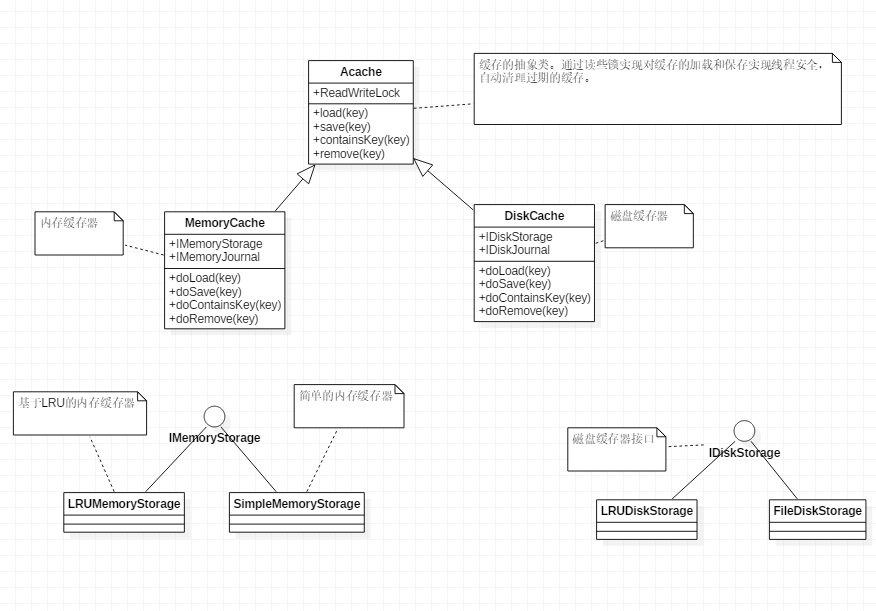 Acache
+ReadWriteLock
+load(key)
+save(key)
+containsKey(key)
+remove(key)
缓存的抽象类。通过读些锁实现对缓存的加载和保存实现线程安全，
自动清理过期的缓存。
内存缓存器
MemoryCache
+IMemoryStorage
+IMemoryJournal
+doLoad(key)
+doSave(key)
+doContainsKey(key)
+doRemove(key)
DiskCache
+IDiskStorage
+IDiskJournal
+doLoad(key)
+doSave(key)
+doContainsKey(key)
+doRemove(key)
磁盘缓存器
基于LRU的内存缓存器
简单的内存缓存器
IMemoryStorage
LRUMemoryStorage
SimpleMemoryStorage
磁盘缓存器接口
IDiskStorage
LRUDiskStorage
FileDiskStorage